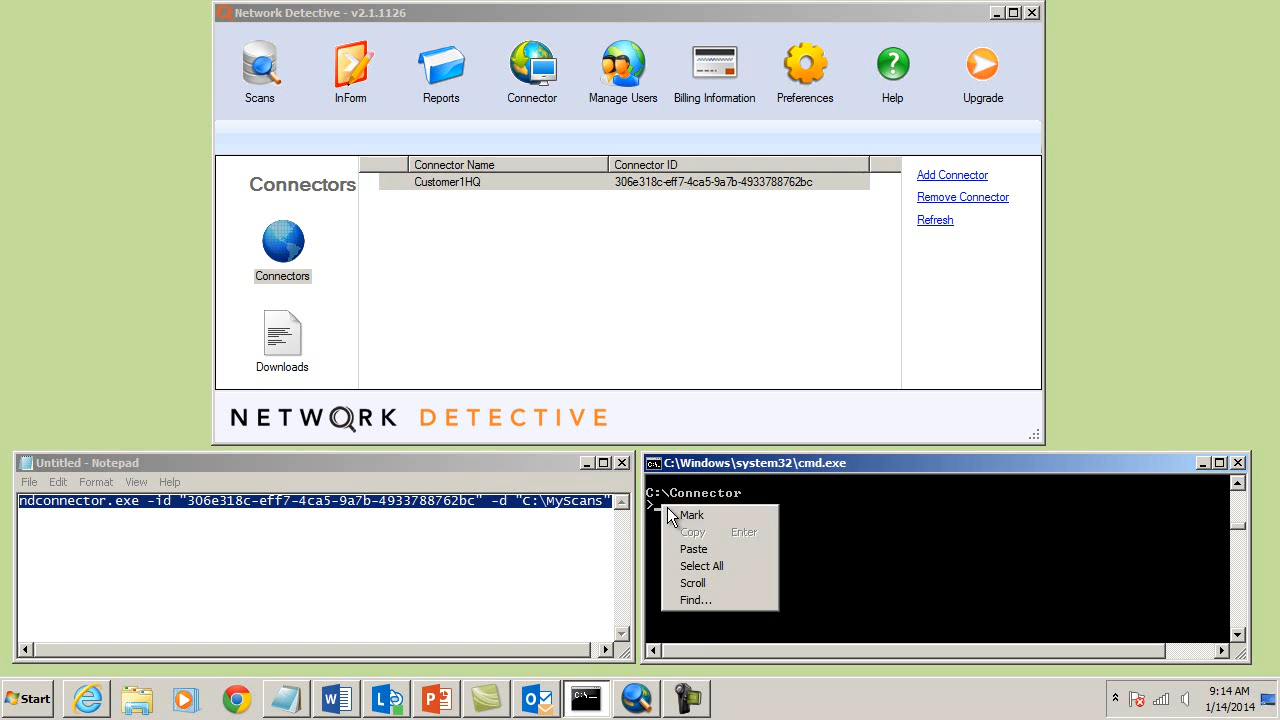 Network Detective - v2.1.1126
Scans
InForm
Reports
Connector
Manage Users
Billing Information
Preferences
Help
Upgrade
Connectors
Connectors
Downloads
Connector Name
Connector ID
Customer1HQ
306e318c-eff7-4ca5-9a7b-4933788762bc
Add Connector
Remove Connector
Refresh
NETWORK DETECTIVE
Untitled - Notepad
File Edit Format View Help
ndconnector.exe -id "306e318c-eff7-4ca5-9a7b-4933788762bc" -d "C:\MyScans"
C:\Windows\system32\cmd.exe
C:\Connector
>_
Mark
Copy Enter
Paste
Select All
Scroll
Find...
Start
9:14 AM
1/14/2014